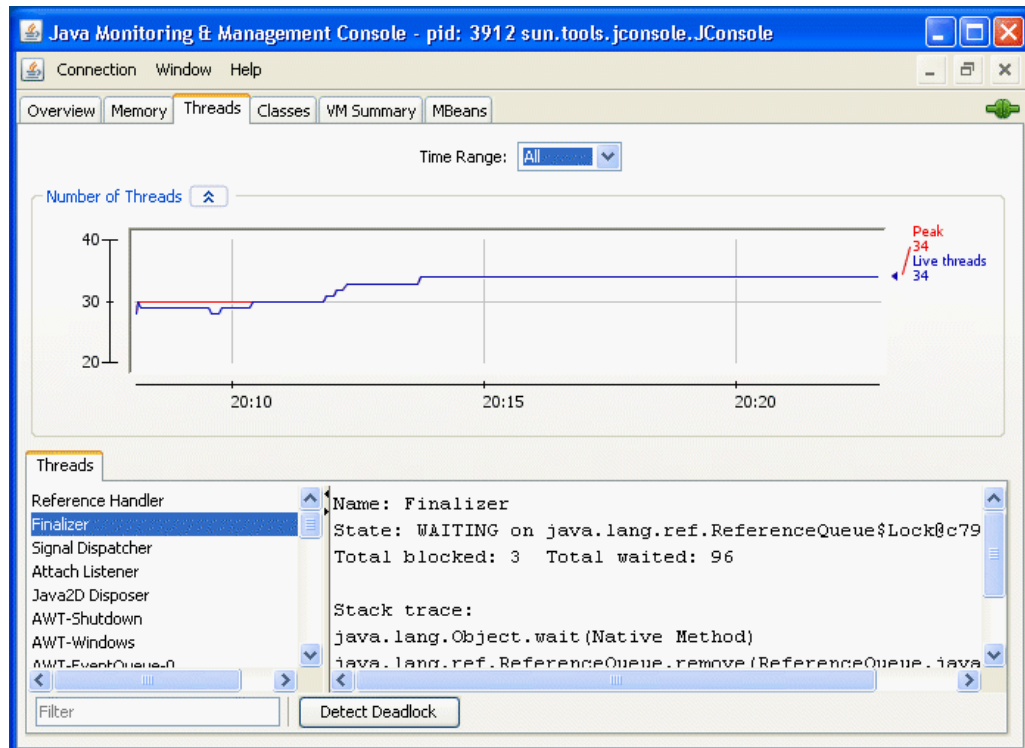 Java Monitoring & Management Console - pid: 3912 sun.tools.jconsole.JConsole
Connection Window Help
Overview Memory Threads Classes VM Summary MBeans
Time Range: All
Number of Threads
40
30
20
Peak
34
Live threads
34
20:10 20:15 20:20
Threads
Reference Handler
Finalizer
Signal Dispatcher
Attach Listener
Java2D Disposer
AWT-Shutdown
AWT-Windows
AWT-EventQueue-0
Name: Finalizer
State: WAITING on java.lang.ref.ReferenceQueue$Lock@c79
Total blocked: 3 Total waited: 96
Stack trace:
java.lang.Object.wait(Native Method)
java.lang.ref.ReferenceQueue.remove(ReferenceQueue.java
Filter
Detect Deadlock